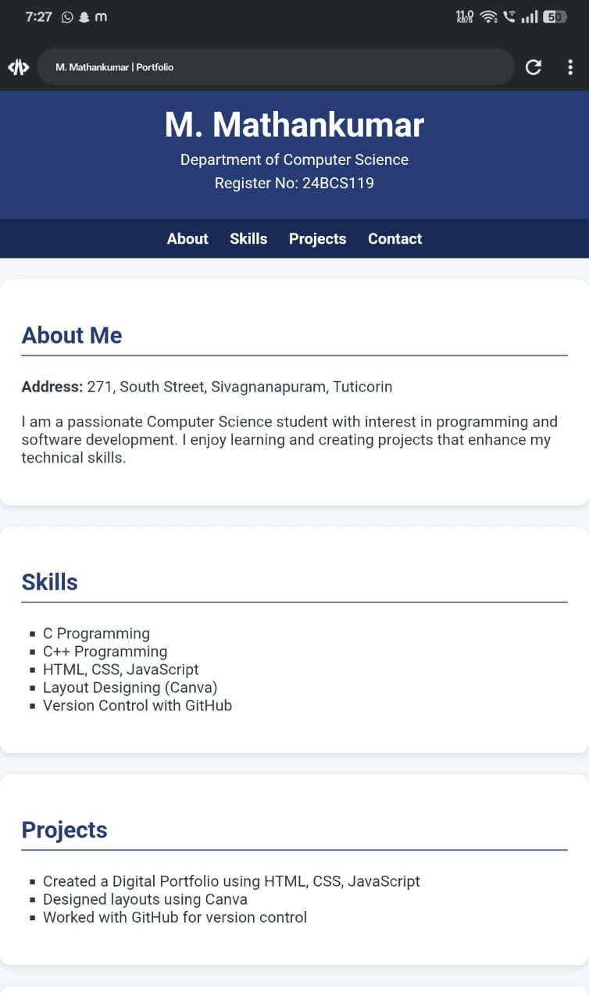 7:27 m 11.0 KB/S 50
M. Mathankumar | Portfolio
M. Mathankumar
Department of Computer Science
Register No: 24BCS119
About Skills Projects Contact
About Me
Address: 271, South Street, Sivagnanapuram, Tuticorin
I am a passionate Computer Science student with interest in programming and
software development. I enjoy learning and creating projects that enhance my
technical skills.
Skills
▪ C Programming
▪ C++ Programming
▪ HTML, CSS, JavaScript
▪ Layout Designing (Canva)
▪ Version Control with GitHub
Projects
▪ Created a Digital Portfolio using HTML, CSS, JavaScript
▪ Designed layouts using Canva
▪ Worked with GitHub for version control